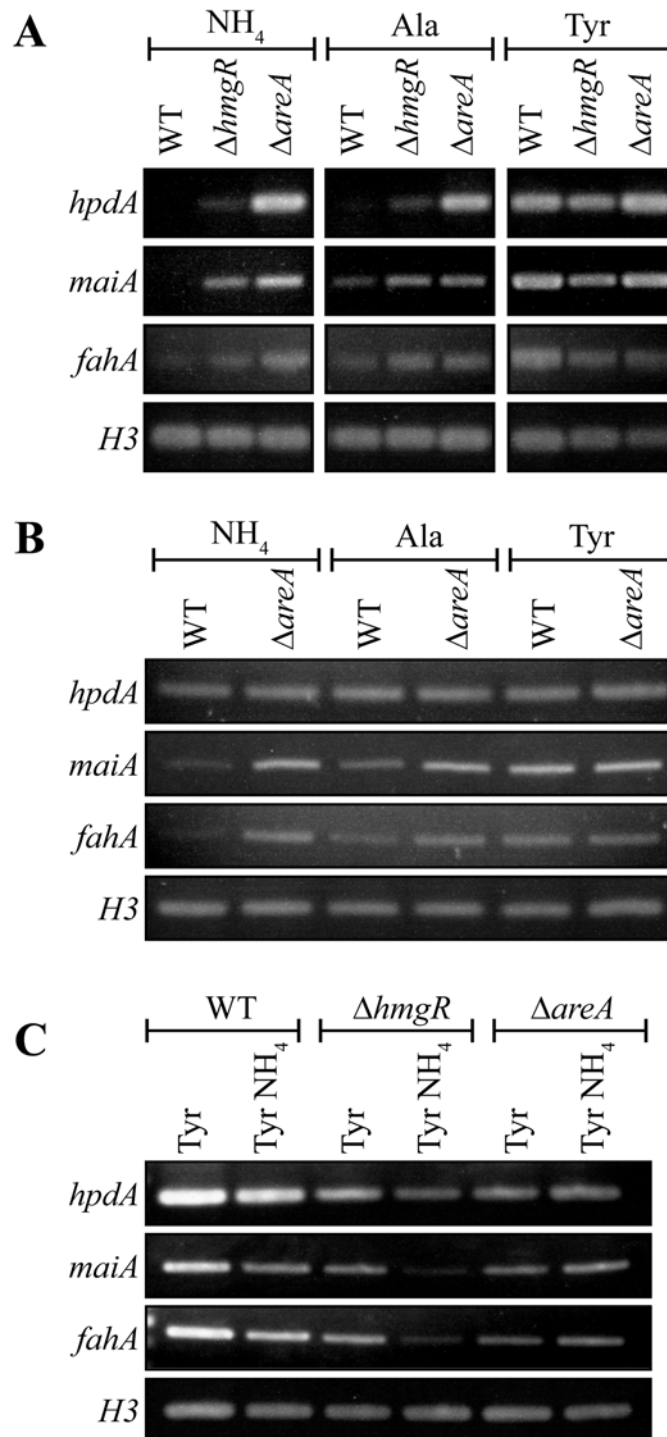 A
NH4 Ala Tyr
WT ΔhmgR ΔareA WT ΔhmgR ΔareA WT ΔhmgR ΔareA
hpdA
maiA
fahA
H3
B
NH4 Ala Tyr
WT ΔareA WT ΔareA WT ΔareA
hpdA
maiA
fahA
H3
C
WT ΔhmgR ΔareA
Tyr Tyr NH4 Tyr Tyr NH4 Tyr Tyr NH4
hpdA
maiA
fahA
H3